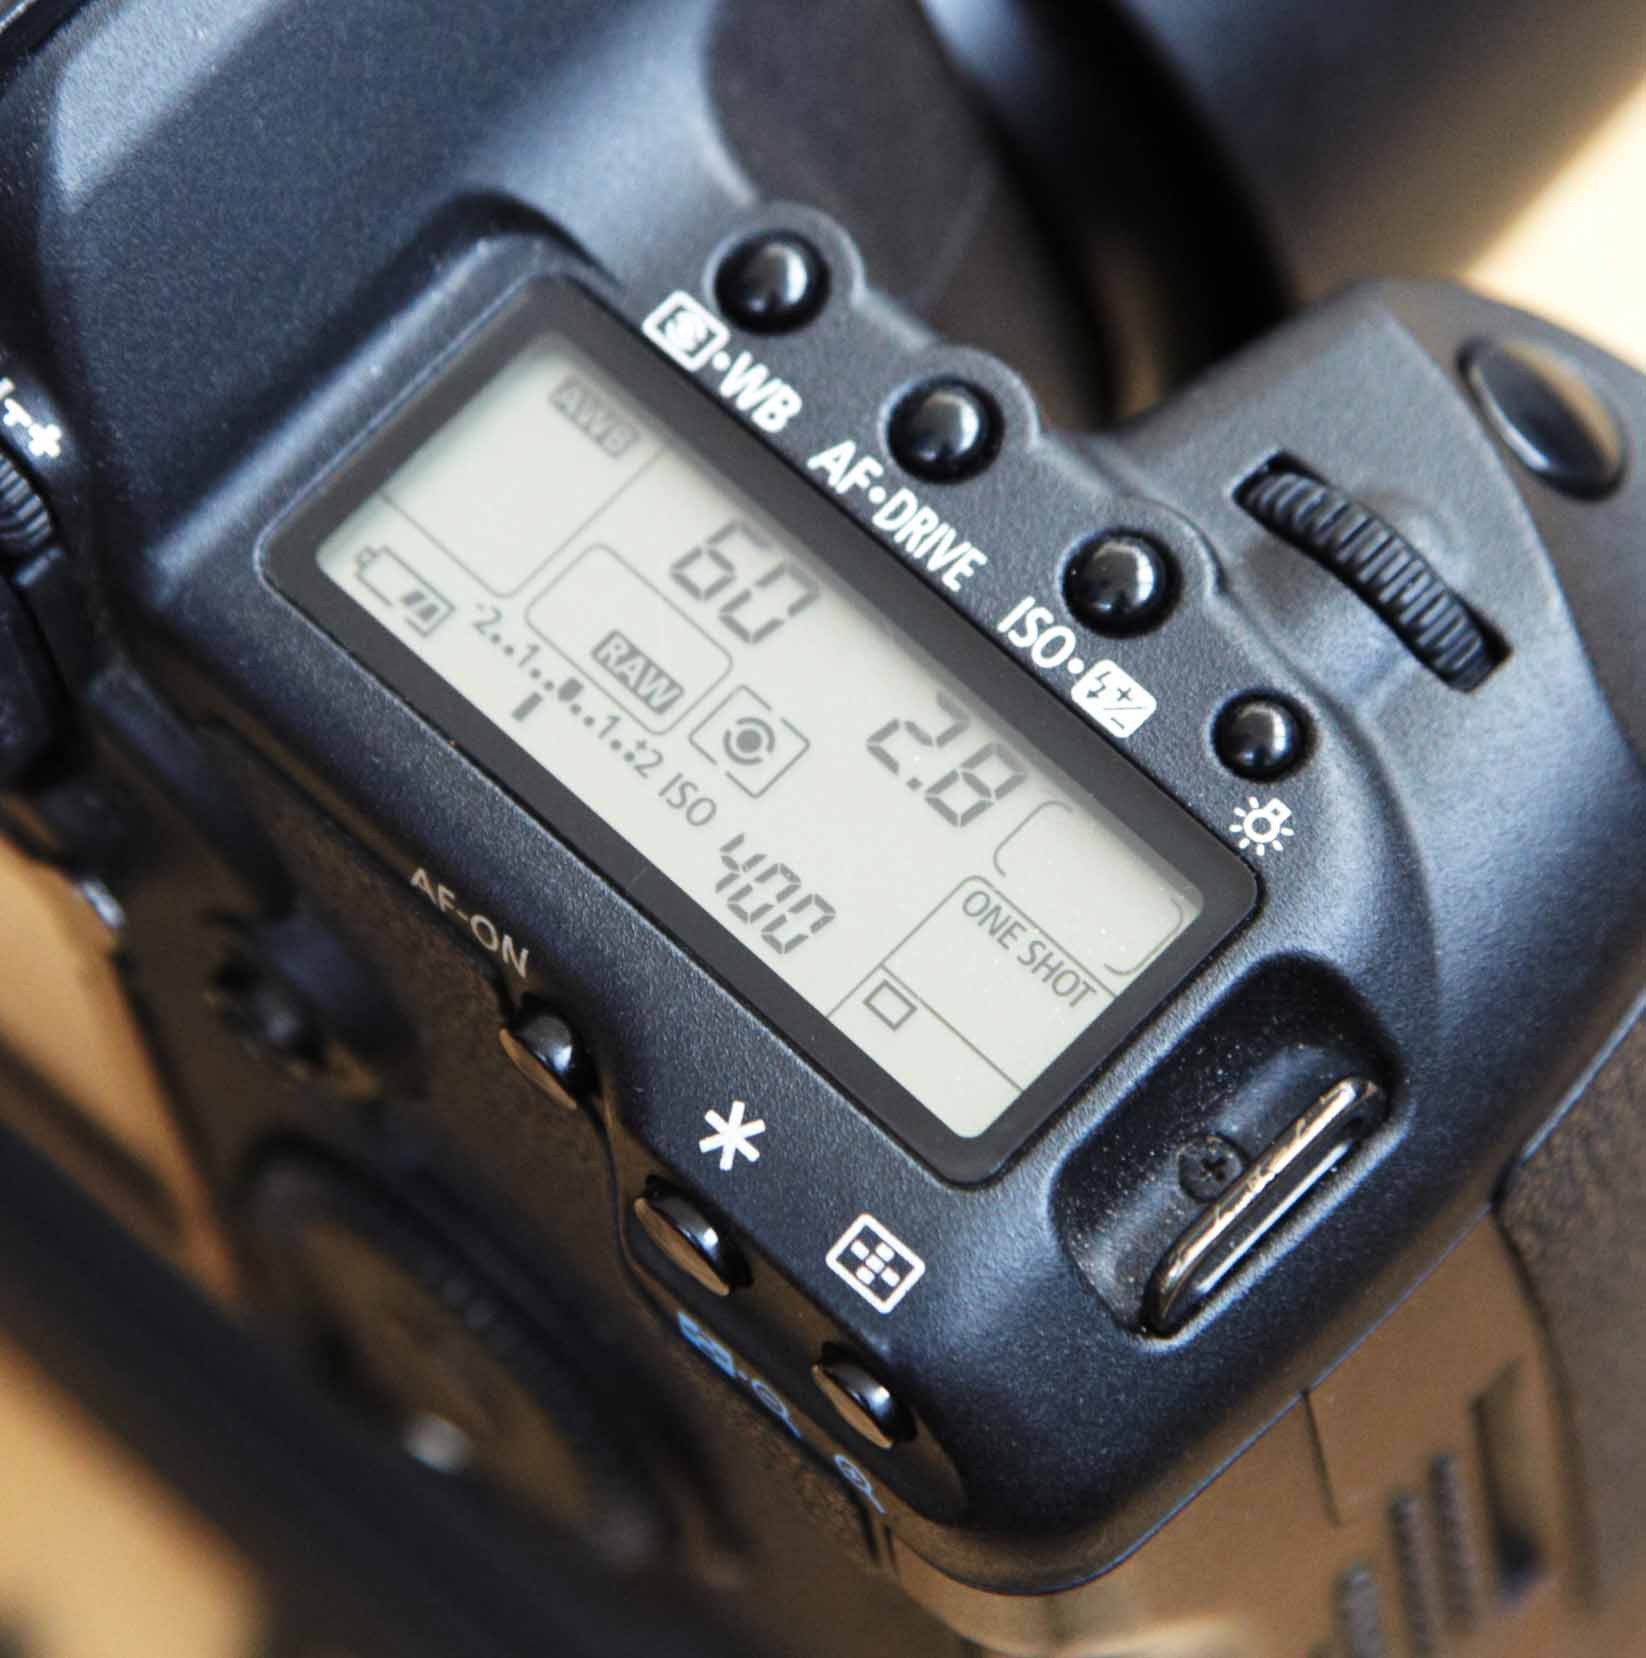 WB
AF•DRIVE
ISO•
AWB
60
2.8
RAW
-2..1..0..1..+2
ISO 400
ONE SHOT
AF-ON